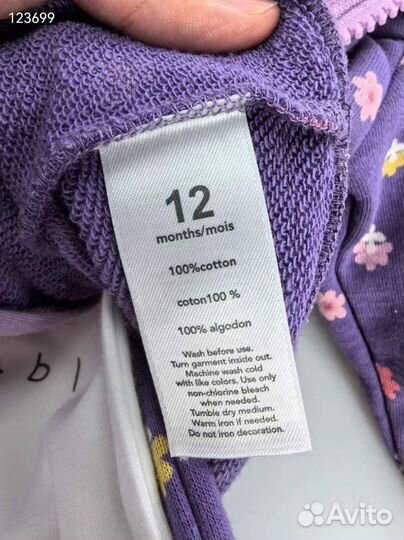 123699
12
months/mois
100%cotton
coton100 %
100% algodon
Wash before use.
Turn garment inside out.
Machine wash cold
with like colors. Use only
non-chlorine bleach
when needed.
Tumble dry medium.
Warm iron if needed.
Do not iron decoration.
Avito